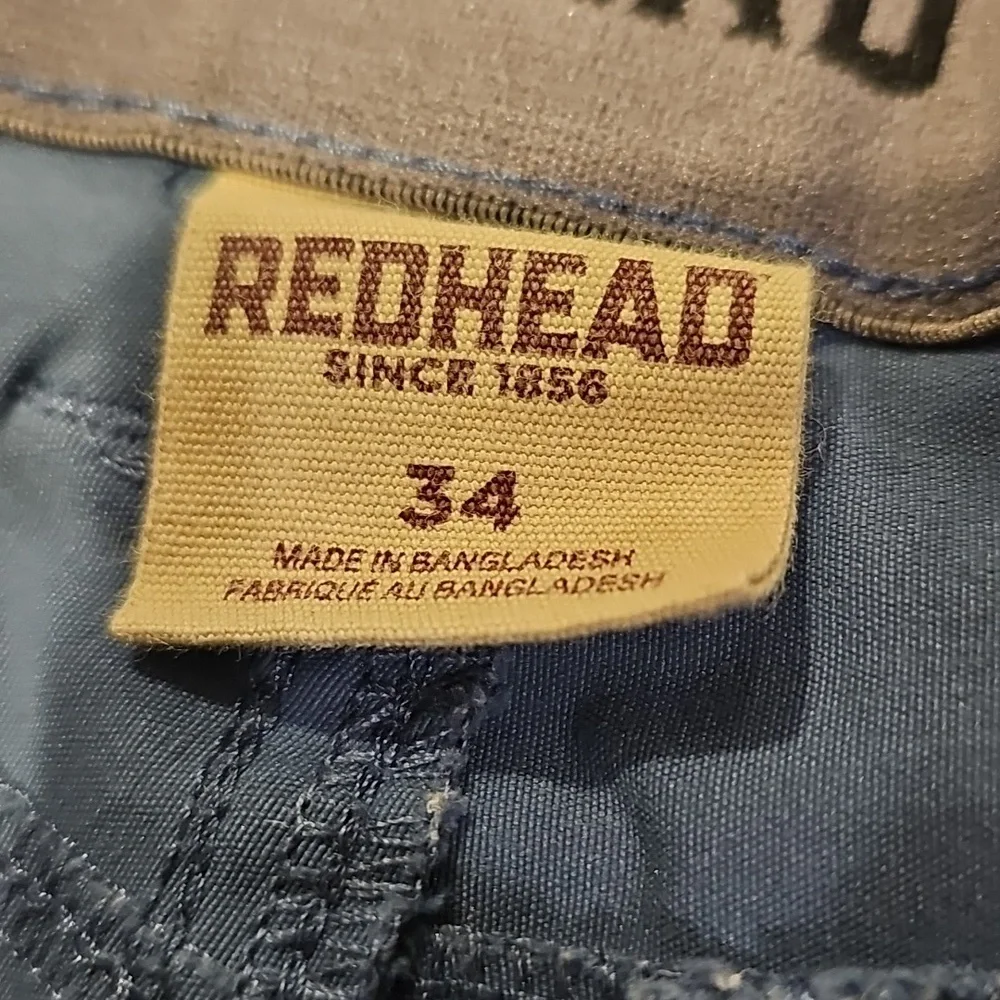 REDHEAD
SINCE 1856
34
MADE IN BANGLADESH
FABRIQUÉ AU BANGLADESH